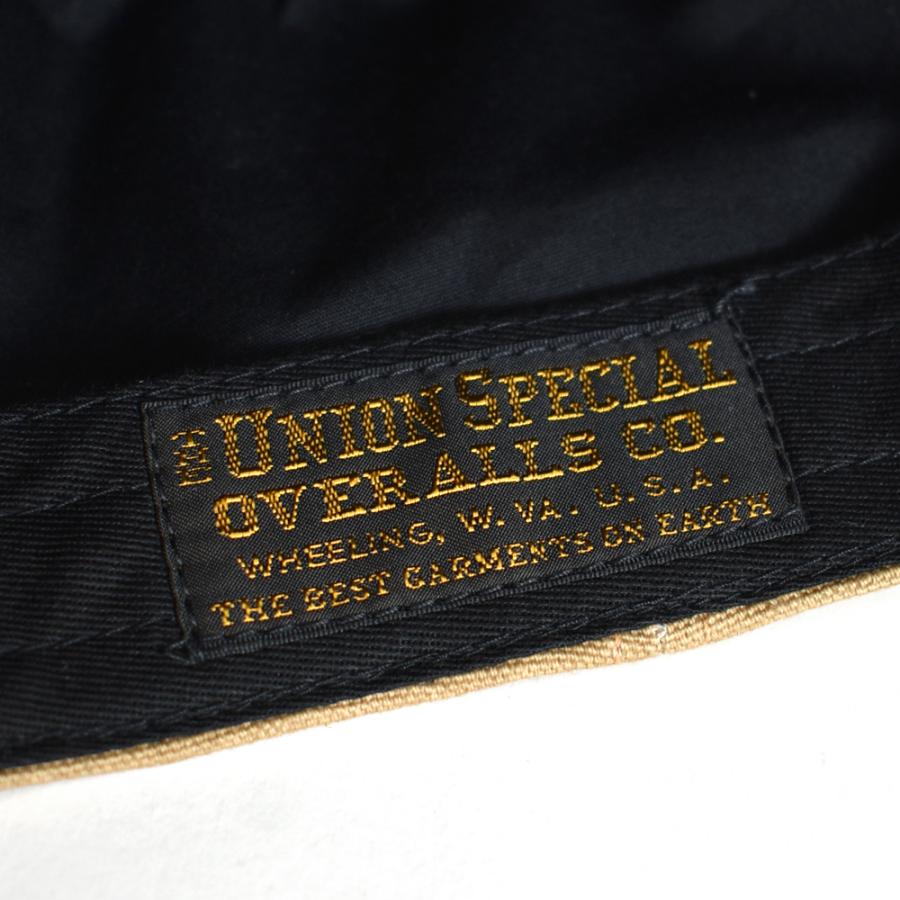 THE UNION SPECIAL
OVERALLS CO.
WHEELING, W. VA. U.S.A.
THE BEST GARMENTS ON EARTH